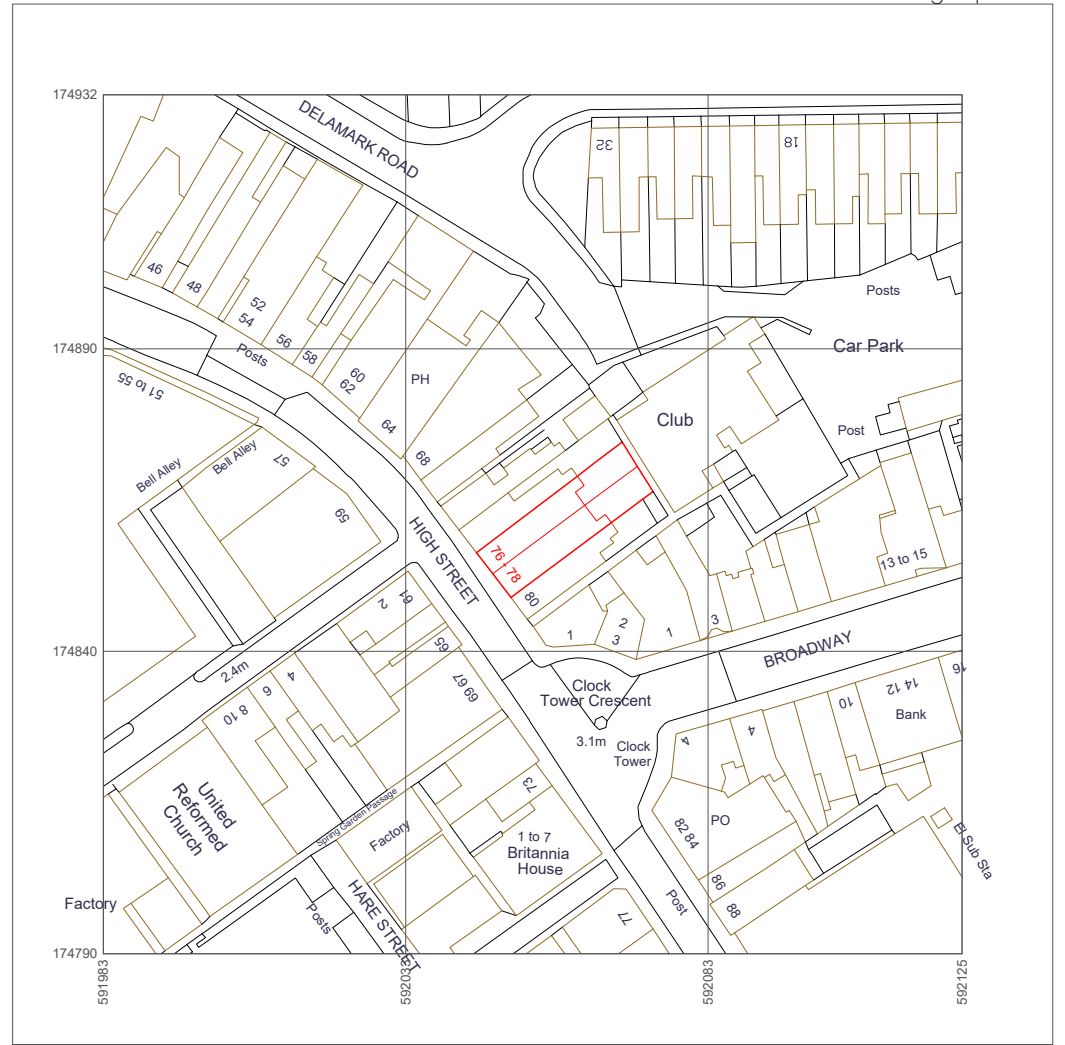 174932
DELAMARK ROAD
32
18
46
48
52
54
56
58
60
62
PH
64
68
Posts
Posts
Car Park
174890
51 to 55
Club
Post
Bell Alley
Bell Alley
57
59
HIGH STREET
76 - 78
80
13 to 15
1
2
3
1
3
BROADWAY
2
61
65
67 69
174840
2.4m
4
6
8 10
Clock
Tower Crescent
3.1m
Clock
Tower
4
4
10
12 14
16
Bank
United
Reformed
Church
Spring Garden Passage
Factory
73
1 to 7
Britannia
House
PO
82 84
86
88
El Sub Sta
Factory
Posts
HARE STREET
77
Post
174790
591983
592033
592083
592125